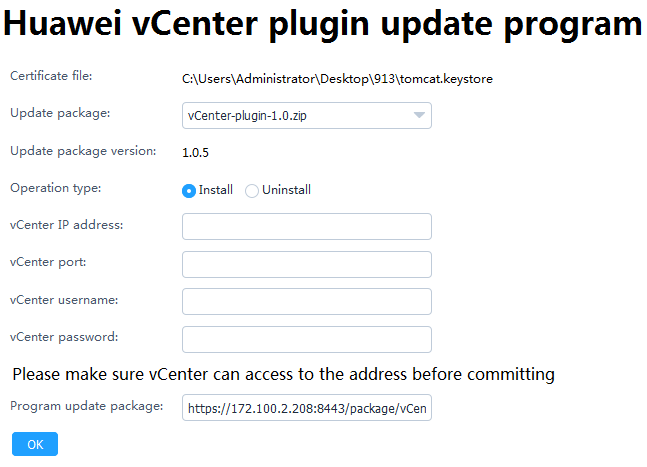 Huawei vCenter plugin update program
Certificate file: C:\Users\Administrator\Desktop\913\tomcat.keystore
Update package: vCenter-plugin-1.0.zip
Update package version: 1.0.5
Operation type: Install Uninstall
vCenter IP address:
vCenter port:
vCenter username:
vCenter password:
Please make sure vCenter can access to the address before committing
Program update package: https://172.100.2.208:8443/package/vCen
OK